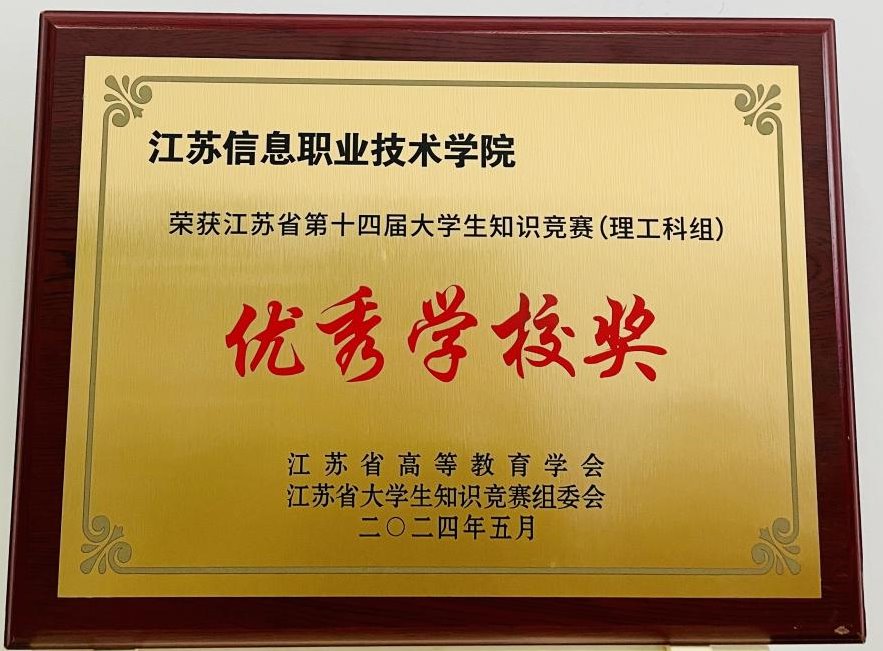 江苏信息职业技术学院
荣获江苏省第十四届大学生知识竞赛(理工科组)
优秀学校奖
江苏省高等教育学会
江苏省大学生知识竞赛组委会
二〇二四年五月